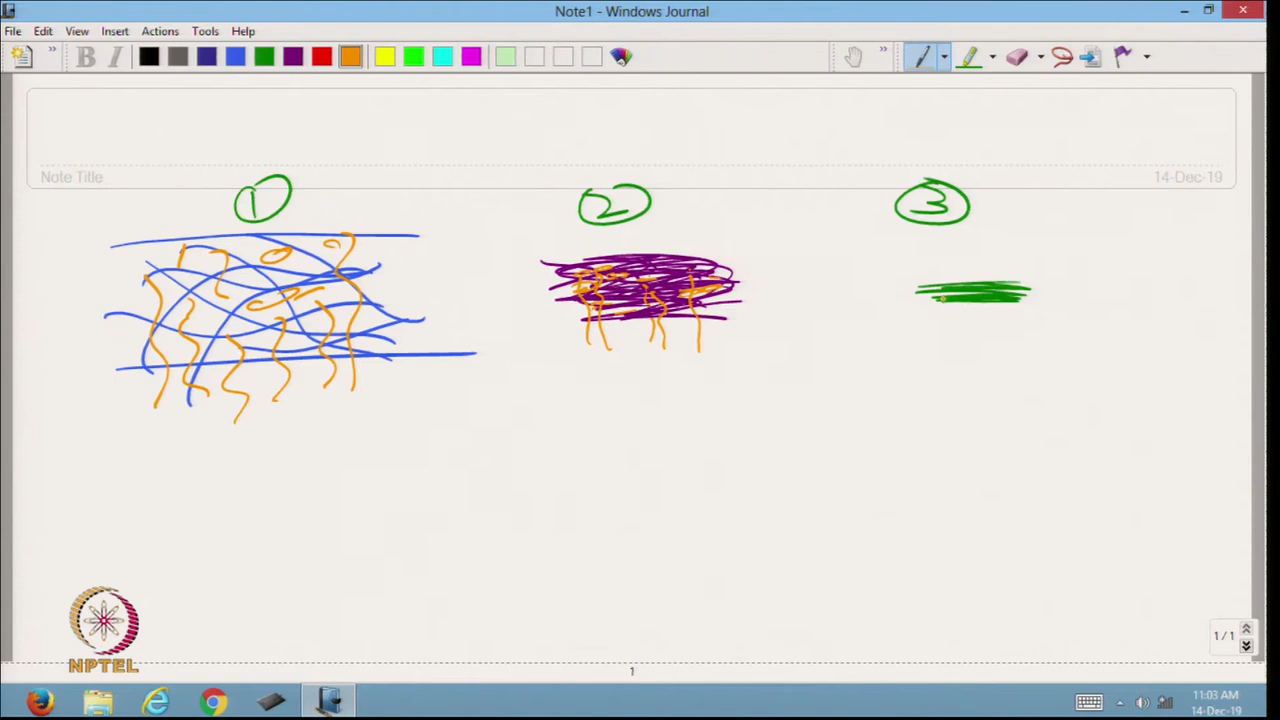 Note1 - Windows Journal
File Edit View Insert Actions Tools Help
B I
Note Title
14-Dec-19
1 2 3
NPTEL
1 / 1
1
11:03 AM
14-Dec-19